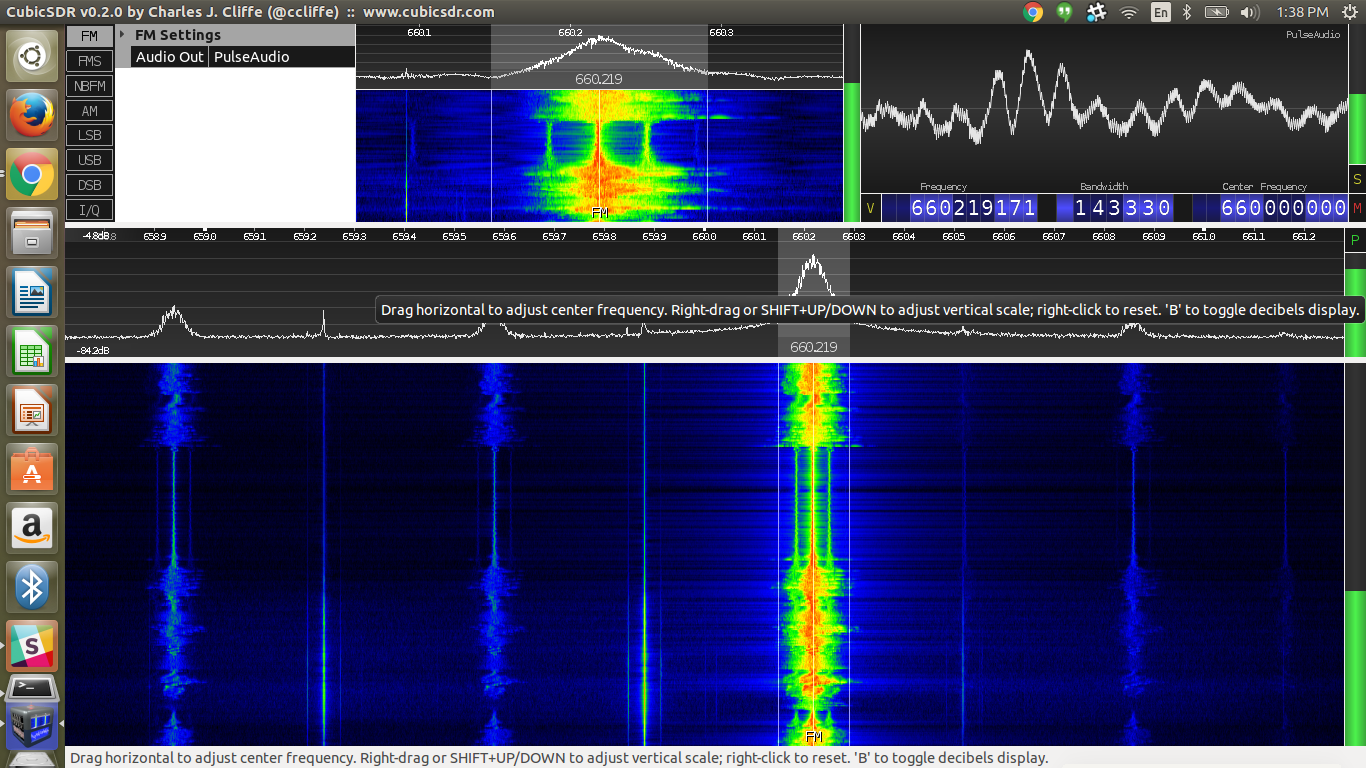 CubicSDR v0.2.0 by Charles J. Cliffe (@ccliffe) :: www.cubicsdr.com
En
1:38 PM
FM
FMS
NBFM
AM
LSB
USB
DSB
I/Q
FM Settings
Audio Out PulseAudio
660.1 660.2 660.3
660.219
FM
PulseAudio
Frequency Bandwidth Center Frequency
V 660219171 143330 660000000 M
S
-4.8dB 658.9 659.0 659.1 659.2 659.3 659.4 659.5 659.6 659.7 659.8 659.9 660.0 660.1 660.2 660.3 660.4 660.5 660.6 660.7 660.8 660.9 661.0 661.1 661.2
P
Drag horizontal to adjust center frequency. Right-drag or SHIFT+UP/DOWN to adjust vertical scale; right-click to reset. 'B' to toggle decibels display.
-84.2dB
660.219
FM
Drag horizontal to adjust center frequency. Right-drag or SHIFT+UP/DOWN to adjust vertical scale; right-click to reset. 'B' to toggle decibels display.